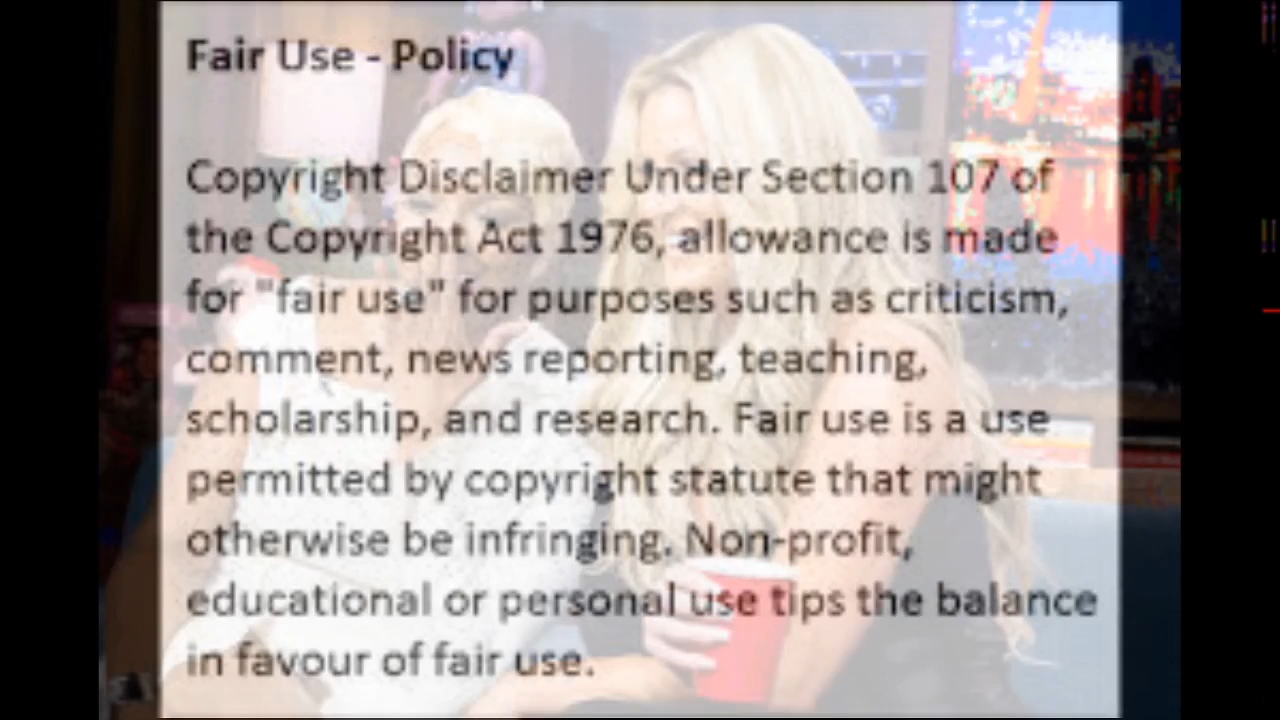 Fair Use - Policy
Copyright Disclaimer Under Section 107 of
the Copyright Act 1976, allowance is made
for "fair use" for purposes such as criticism,
comment, news reporting, teaching,
scholarship, and research. Fair use is a use
permitted by copyright statute that might
otherwise be infringing. Non-profit,
educational or personal use tips the balance
in favour of fair use.